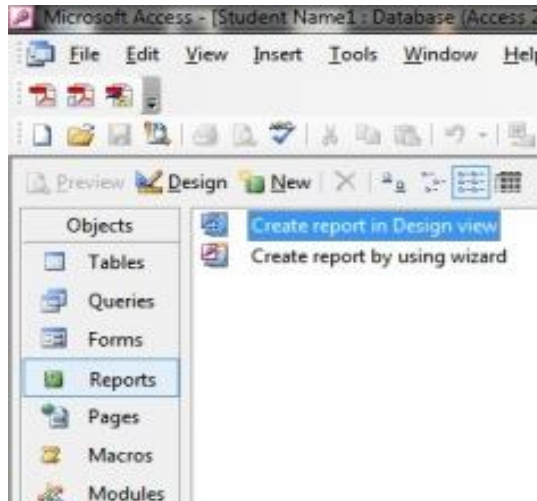 Microsoft Access - [Student Name1 : Database (Access 2
File Edit View Insert Tools Window Help
Preview Design New
Objects
Create report in Design view
Tables
Create report by using wizard
Queries
Forms
Reports
Pages
Macros
Modules